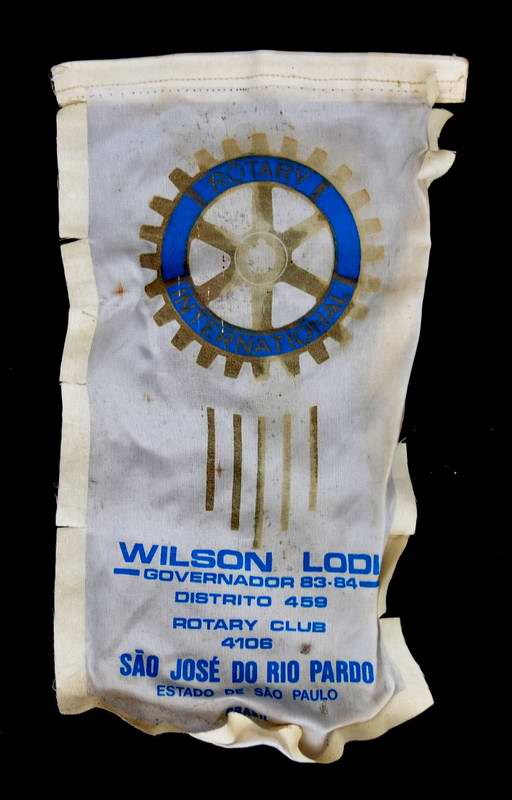 ROTARY
INTERNATIONAL
WILSON LODI
GOVERNADOR 83-84
DISTRITO 459
ROTARY CLUB
4106
SÃO JOSÉ DO RIO PARDO
ESTADO DE SÃO PAULO
BRASIL